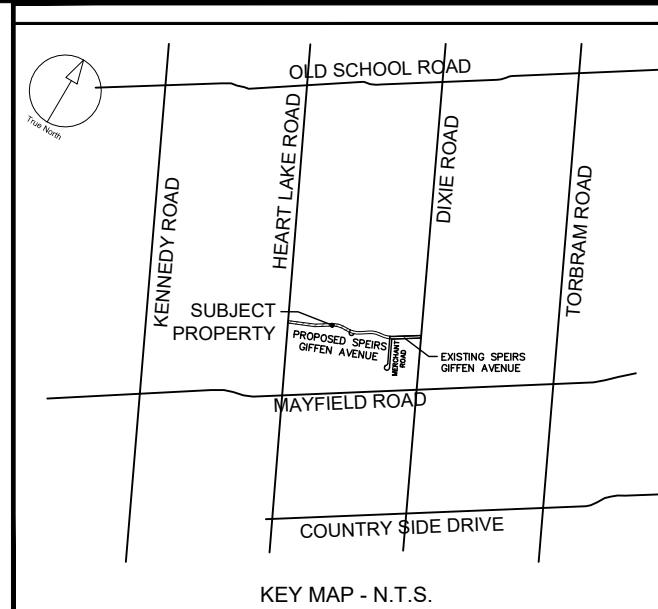 OLD SCHOOL ROAD
True North
KENNEDY ROAD
HEART LAKE ROAD
DIXIE ROAD
TORBRAM ROAD
SUBJECT
PROPERTY
PROPOSED SPEIRS
GIFFEN AVENUE
MERCHANT
ROAD
EXISTING SPEIRS
GIFFEN AVENUE
MAYFIELD ROAD
COUNTRY SIDE DRIVE
KEY MAP - N.T.S.